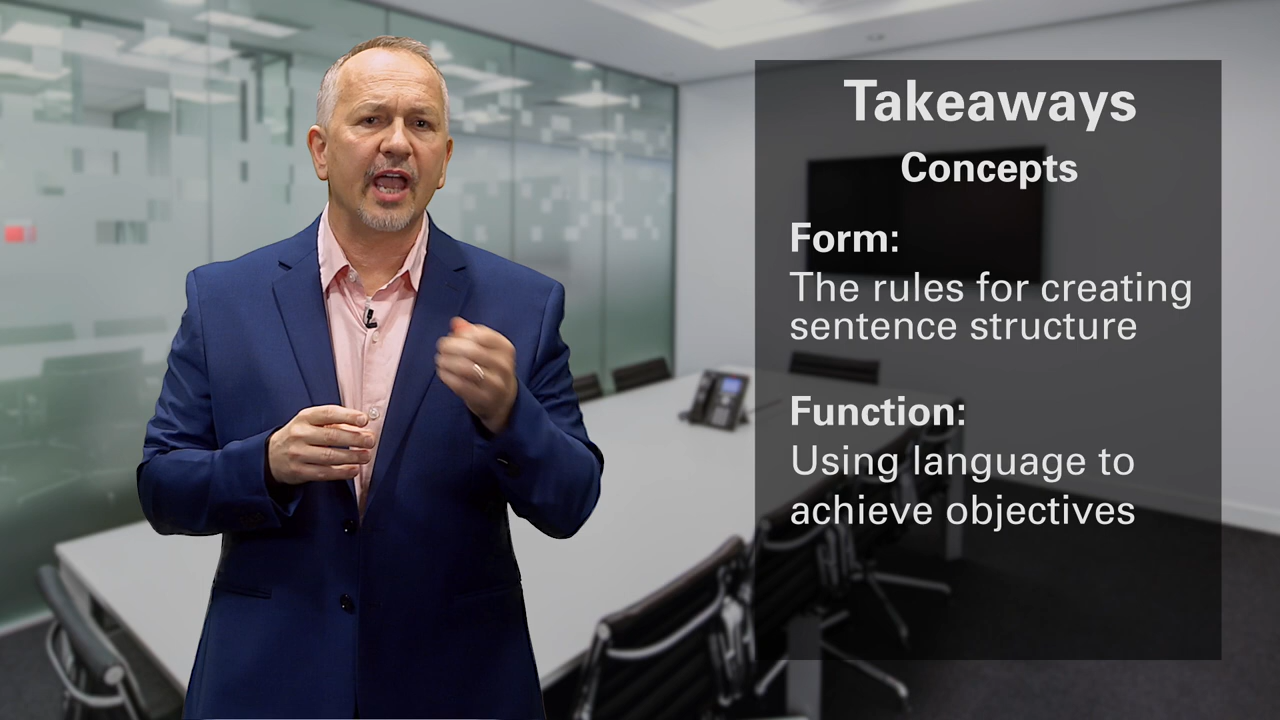 Takeaways
Concepts
Form:
The rules for creating
sentence structure
Function:
Using language to
achieve objectives